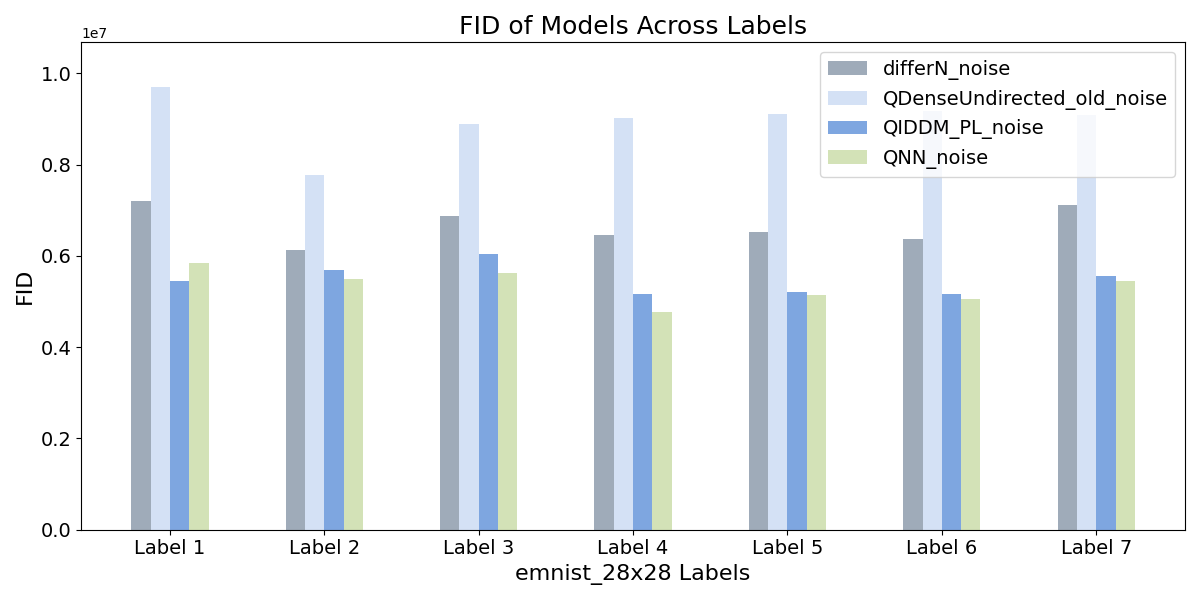 FID of Models Across Labels
1e7
1.0
0.8
0.6
0.4
0.2
0.0
FID
differN_noise
QDenseUndirected_old_noise
QIDDM_PL_noise
QNN_noise
Label 1 Label 2 Label 3 Label 4 Label 5 Label 6 Label 7
emnist_28x28 Labels